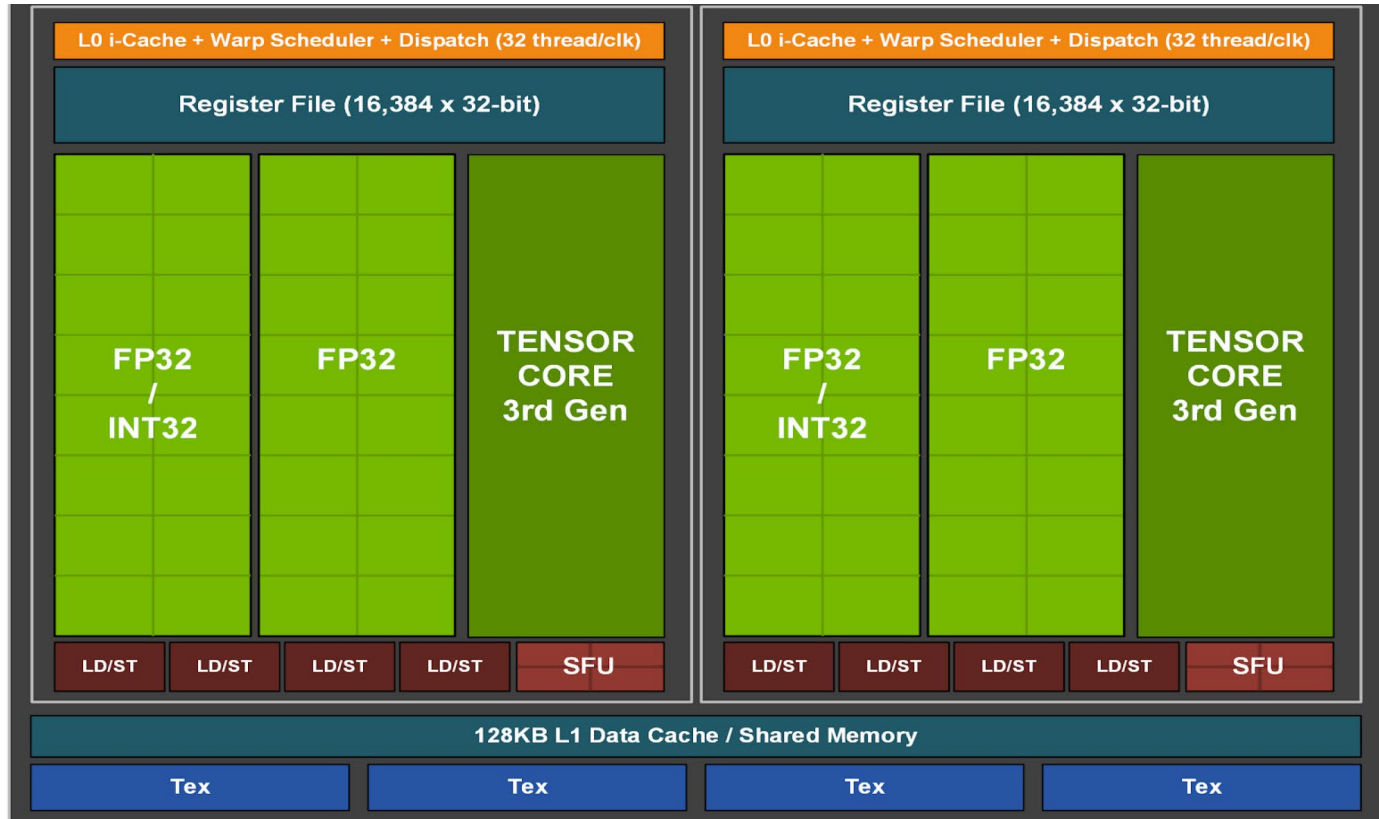 L0 i-Cache + Warp Scheduler + Dispatch (32 thread/clk)
Register File (16,384 x 32-bit)
FP32
/
INT32
FP32
TENSOR
CORE
3rd Gen
LD/ST LD/ST LD/ST LD/ST SFU
L0 i-Cache + Warp Scheduler + Dispatch (32 thread/clk)
Register File (16,384 x 32-bit)
FP32
/
INT32
FP32
TENSOR
CORE
3rd Gen
LD/ST LD/ST LD/ST LD/ST SFU
128KB L1 Data Cache / Shared Memory
Tex Tex Tex Tex